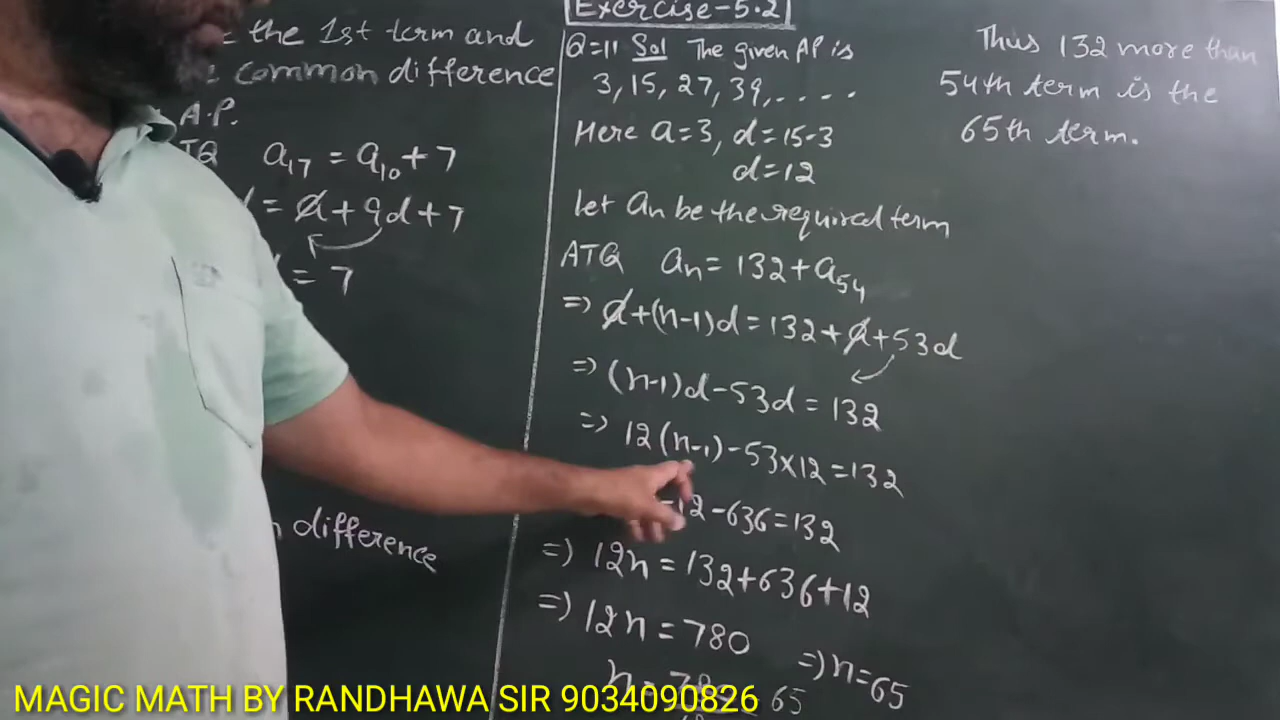 the 1st term and
common difference
A.P.
a17 = a10 + 7
= a + 9d + 7
= 7
difference
Exercise-5.2
Q=11 Sol The given AP is
3, 15, 27, 39, . . . .
Here a=3, d=15-3
d=12
let an be the required term
ATQ an = 132 + a54
=> a+(n-1)d = 132 + a + 53d
=> (n-1)d - 53d = 132
=> 12(n-1) - 53x12 = 132
-12 - 636 = 132
=> 12n = 132 + 636 + 12
=> 12n = 780
=> n = 65
65
Thus 132 more than
54th term is the
65th term.
MAGIC MATH BY RANDHAWA SIR 9034090826